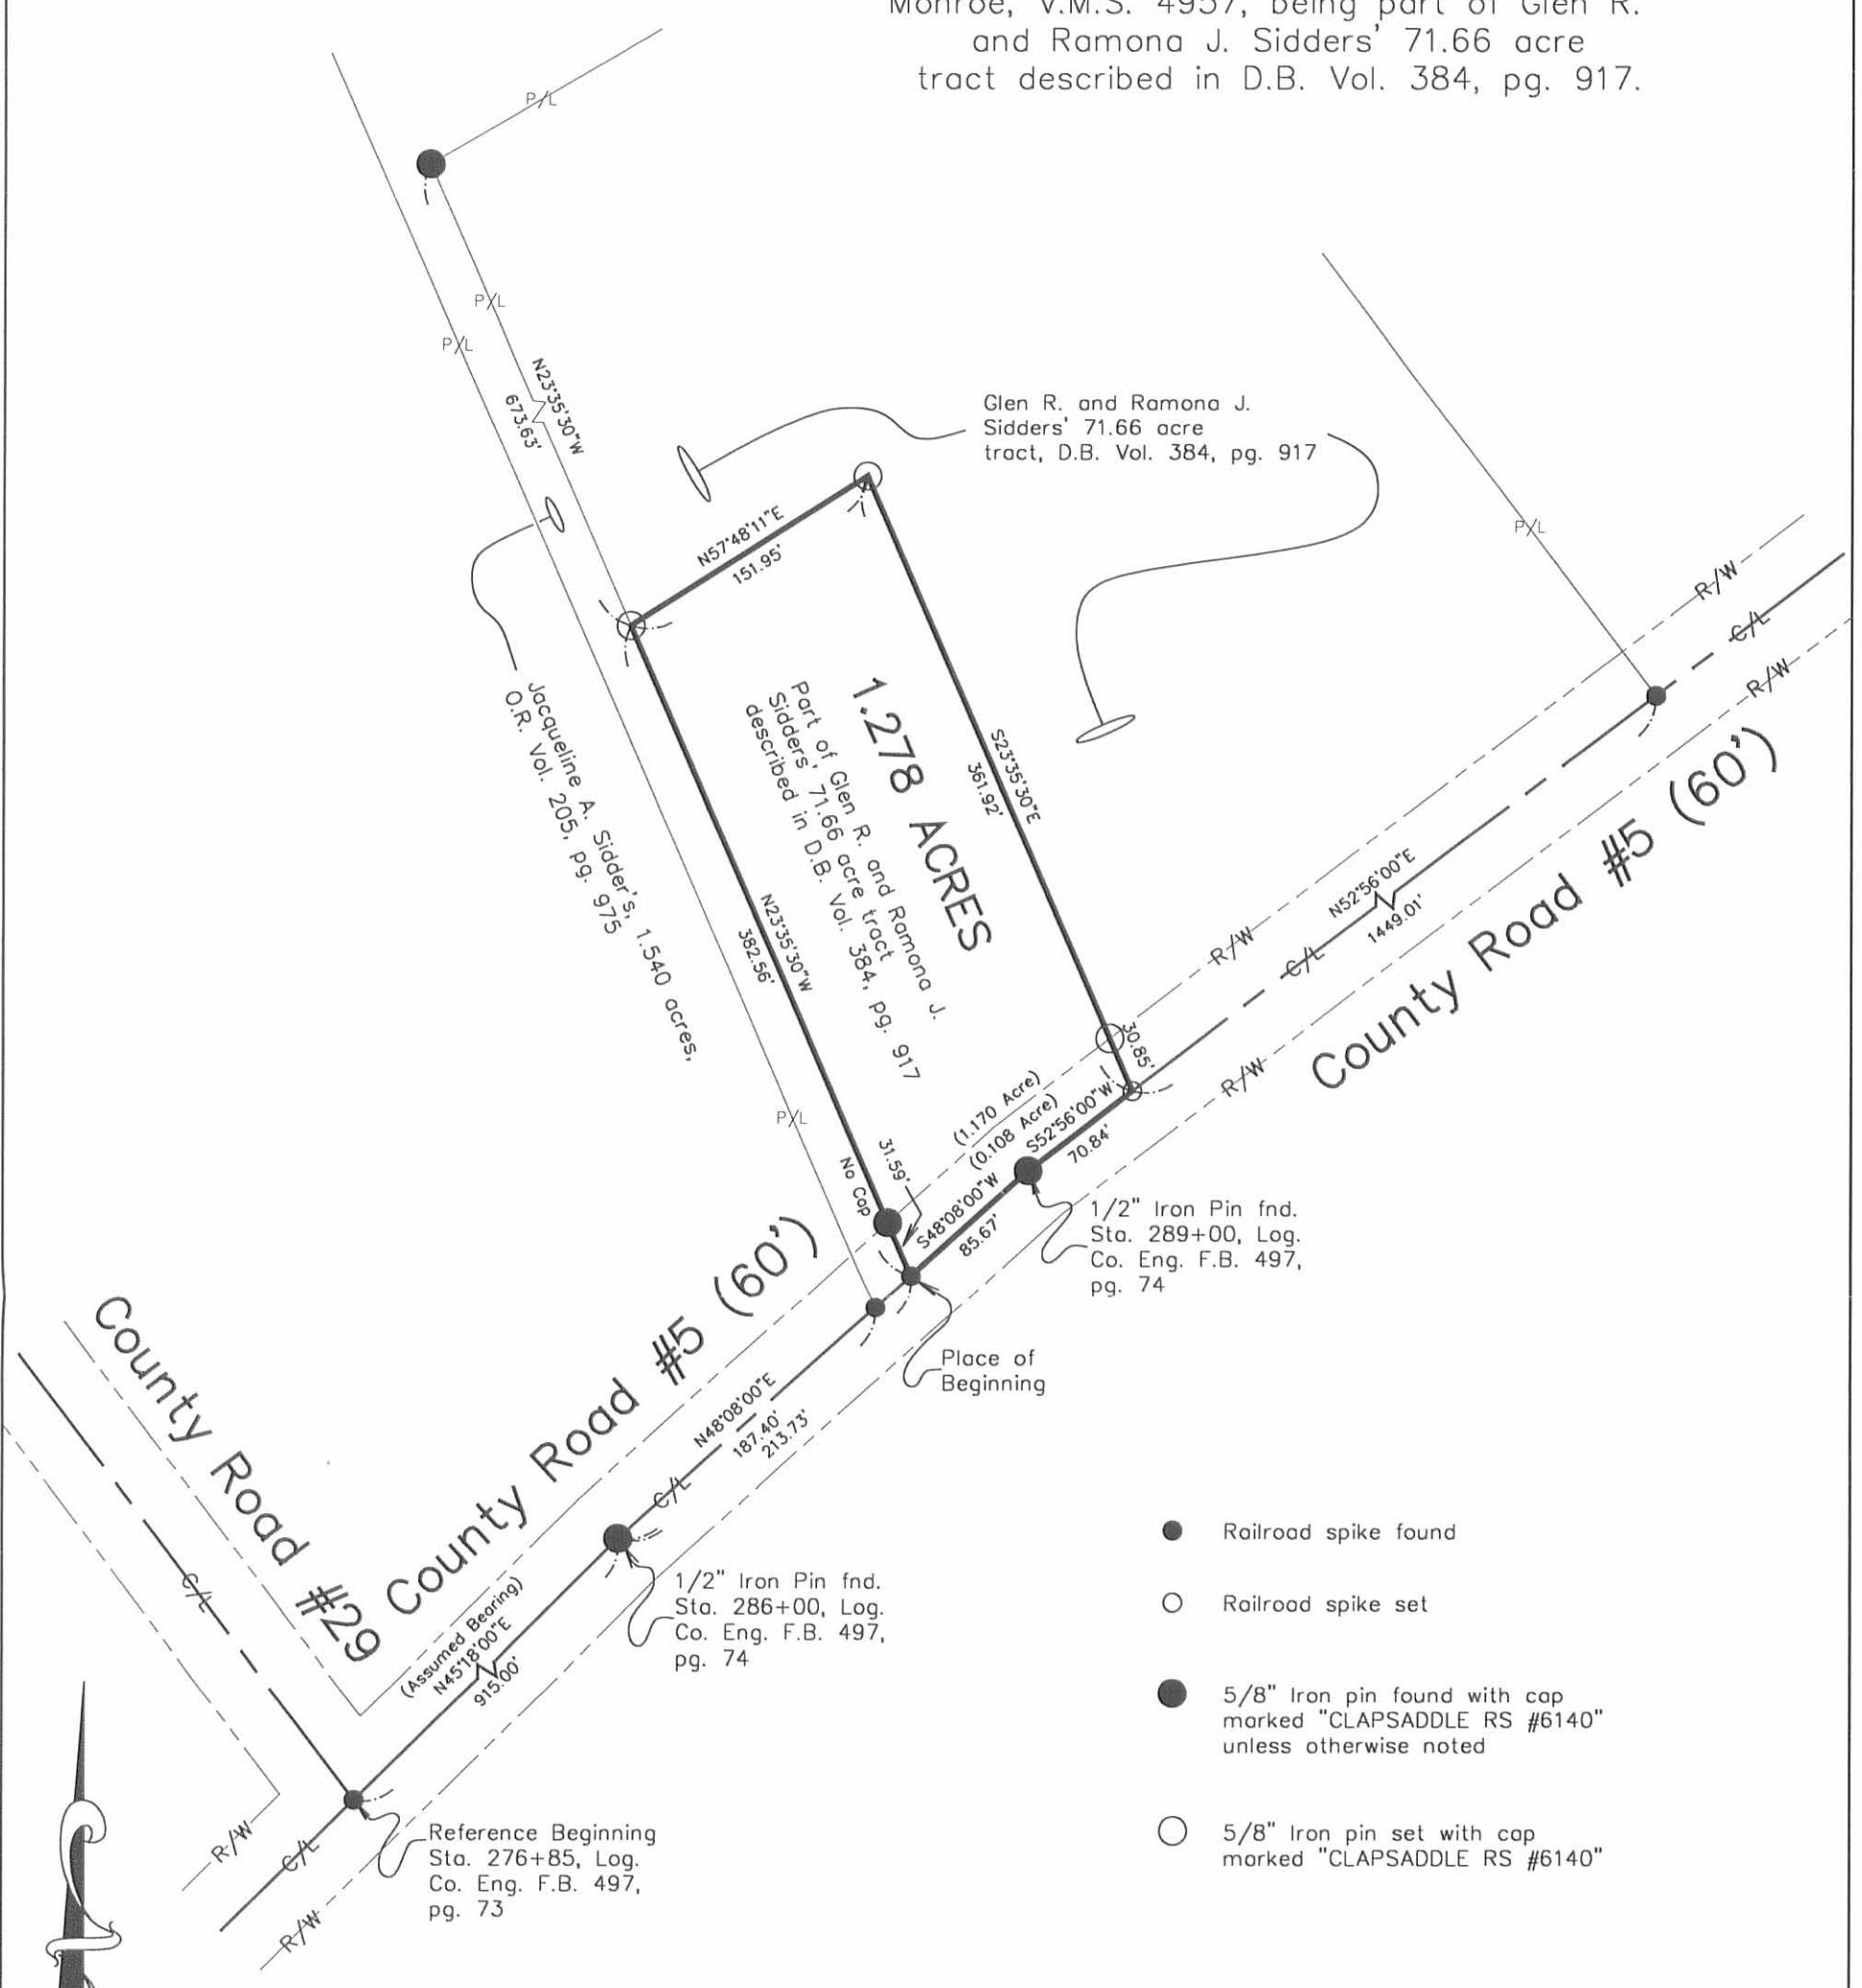 Monroe, V.M.S. 4957, being part of Glen R.
and Ramona J. Sidders' 71.66 acre
tract described in D.B. Vol. 384, pg. 917.
P/L
P/L
P/L
N23°35'30"W
673.63'
Glen R. and Ramona J.
Sidders' 71.66 acre
tract, D.B. Vol. 384, pg. 917
N57°48'11"E
151.95'
P/L
R/W
C/L
R/W
Jacqueline A. Sidder's, 1.540 acres,
O.R. Vol. 205, pg. 975
1.278 ACRES
Part of Glen R. and Ramona J.
Sidders' 71.66 acre tract
described in D.B. Vol. 384, pg. 917
S23°35'30"E
361.92'
N23°35'30"W
382.56'
N52°56'00"E
1449.01'
R/W
C/L
R/W
County Road #5 (60')
30.85'
P/L
(1.170 Acre)
(0.108 Acre)
S52°56'00"W
70.84'
31.59'
No Cap
S48°08'00"W
85.67'
1/2" Iron Pin fnd.
Sta. 289+00, Log.
Co. Eng. F.B. 497,
pg. 74
Place of
Beginning
County Road #5 (60')
County Road #29
N48°08'00"E
187.40'
213.73'
C/L
C/L
1/2" Iron Pin fnd.
Sta. 286+00, Log.
Co. Eng. F.B. 497,
pg. 74
(Assumed Bearing)
N45°18'00"E
915.00'
R/W
C/L
R/W
Reference Beginning
Sta. 276+85, Log.
Co. Eng. F.B. 497,
pg. 73
Railroad spike found
Railroad spike set
5/8" Iron pin found with cap
marked "CLAPSADDLE RS #6140"
unless otherwise noted
5/8" Iron pin set with cap
marked "CLAPSADDLE RS #6140"